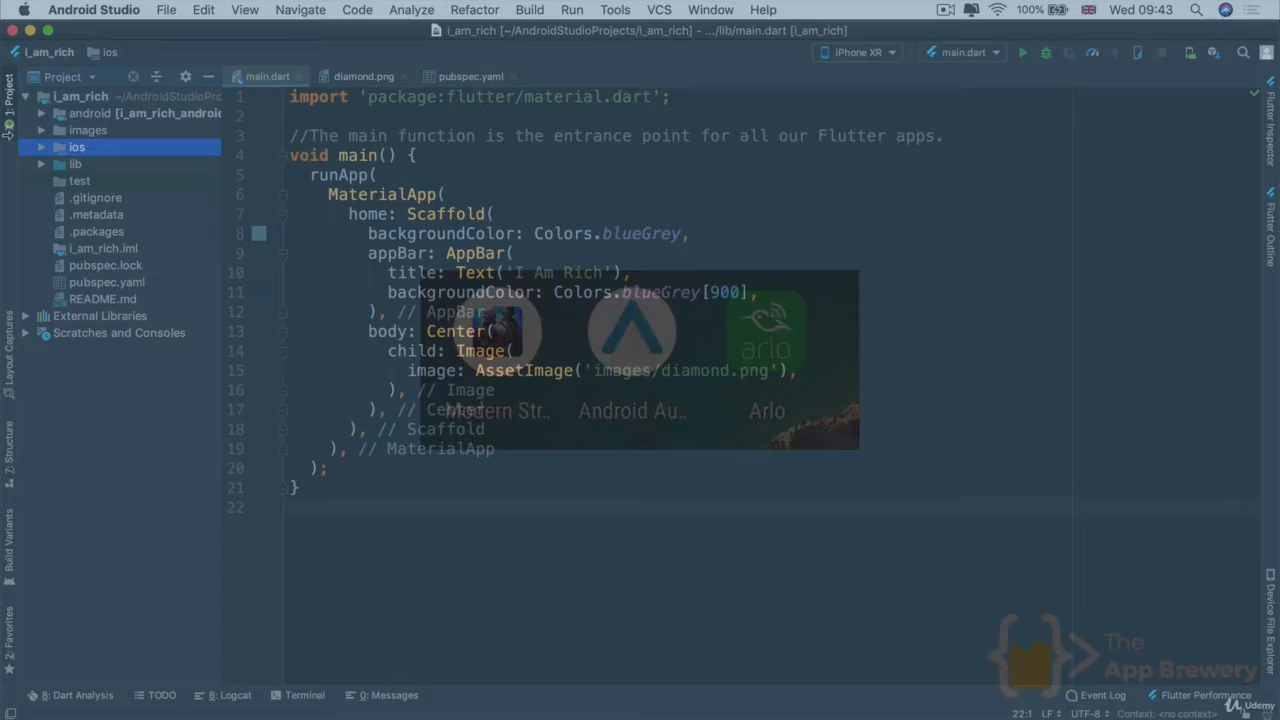 Android Studio File Edit View Navigate Code Analyze Refactor Build Run Tools VCS Window Help 100% Wed 09:43
i_am_rich [~/AndroidStudioProjects/i_am_rich] - .../lib/main.dart [i_am_rich]
i_am_rich ios iPhone XR main.dart
Project main.dart diamond.png pubspec.yaml
i_am_rich ~/AndroidStudioPro
android [i_am_rich_android
images
ios
lib
test
.gitignore
.metadata
.packages
i_am_rich.iml
pubspec.lock
pubspec.yaml
README.md
External Libraries
Scratches and Consoles
1: Project
Layout Captures
Z: Structure
Build Variants
2: Favorites
1 import 'package:flutter/material.dart';
2
3 //The main function is the entrance point for all our Flutter apps.
4 void main() {
5 runApp(
6 MaterialApp(
7 home: Scaffold(
8 backgroundColor: Colors.blueGrey,
9 appBar: AppBar(
10 title: Text('I Am Rich'),
11 backgroundColor: Colors.blueGrey[900],
12 ), // AppBar
13 body: Center(
14 child: Image(
15 image: AssetImage('images/diamond.png'),
16 ), // Image
17 ), // Center
18 ), // Scaffold
19 ), // MaterialApp
20 );
21 }
22
arlo
Modern Str.. Android Au.. Arlo
Flutter Inspector
Flutter Outline
Device File Explorer
The
App Brewery
8: Dart Analysis TODO 6: Logcat Terminal 0: Messages Event Log Flutter Performance
22:1 LF UTF-8 Context: <no context>
Udemy